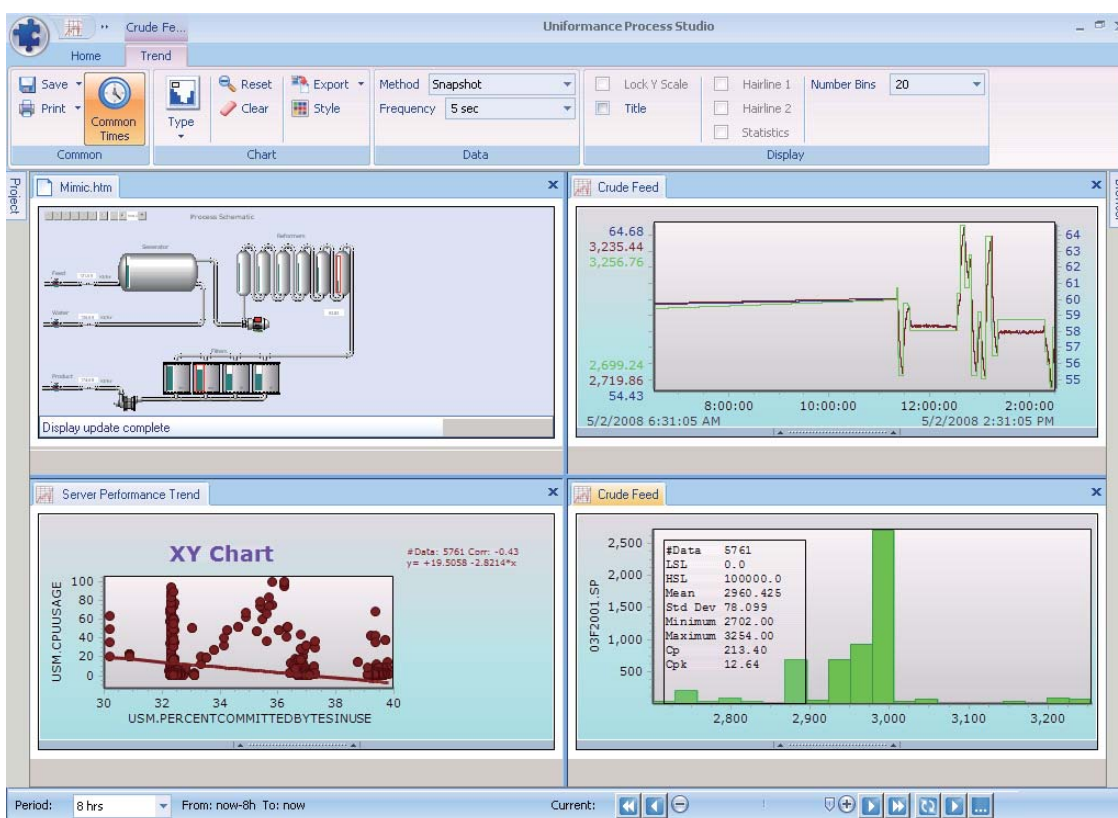 Crude Fe...
Uniformance Process Studio
Home
Trend
Save
Print
Common Times
Common
Type
Reset
Clear
Export
Style
Chart
Method Snapshot
Frequency 5 sec
Data
Lock Y Scale
Title
Hairline 1
Hairline 2
Statistics
Number Bins 20
Display
Project
Mimic.htm
Process Schematic
Generator
Reformers
Feed
Water
Filters
Product
Display update complete
Crude Feed
64.68
3,235.44
3,256.76
2,699.24
2,719.86
54.43
64
63
62
61
60
59
58
57
56
55
8:00:00 10:00:00 12:00:00 2:00:00
5/2/2008 6:31:05 AM 5/2/2008 2:31:05 PM
Server Performance Trend
XY Chart
#Data: 5761 Corr: -0.43
y= +19.5058 -2.8214*x
USM.CPUUSAGE
100
80
60
40
20
0
30 32 34 36 38 40
USM.PERCENTCOMMITTEDBYTESINUSE
Crude Feed
03F2001.SP
2,500
2,000
1,500
1,000
500
#Data 5761
LSL 0.0
HSL 100000.0
Mean 2960.425
Std Dev 78.099
Minimum 2702.00
Maximum 3254.00
Cp 213.40
Cpk 12.64
2,800 2,900 3,000 3,100 3,200
Period: 8 hrs From: now-8h To: now Current: